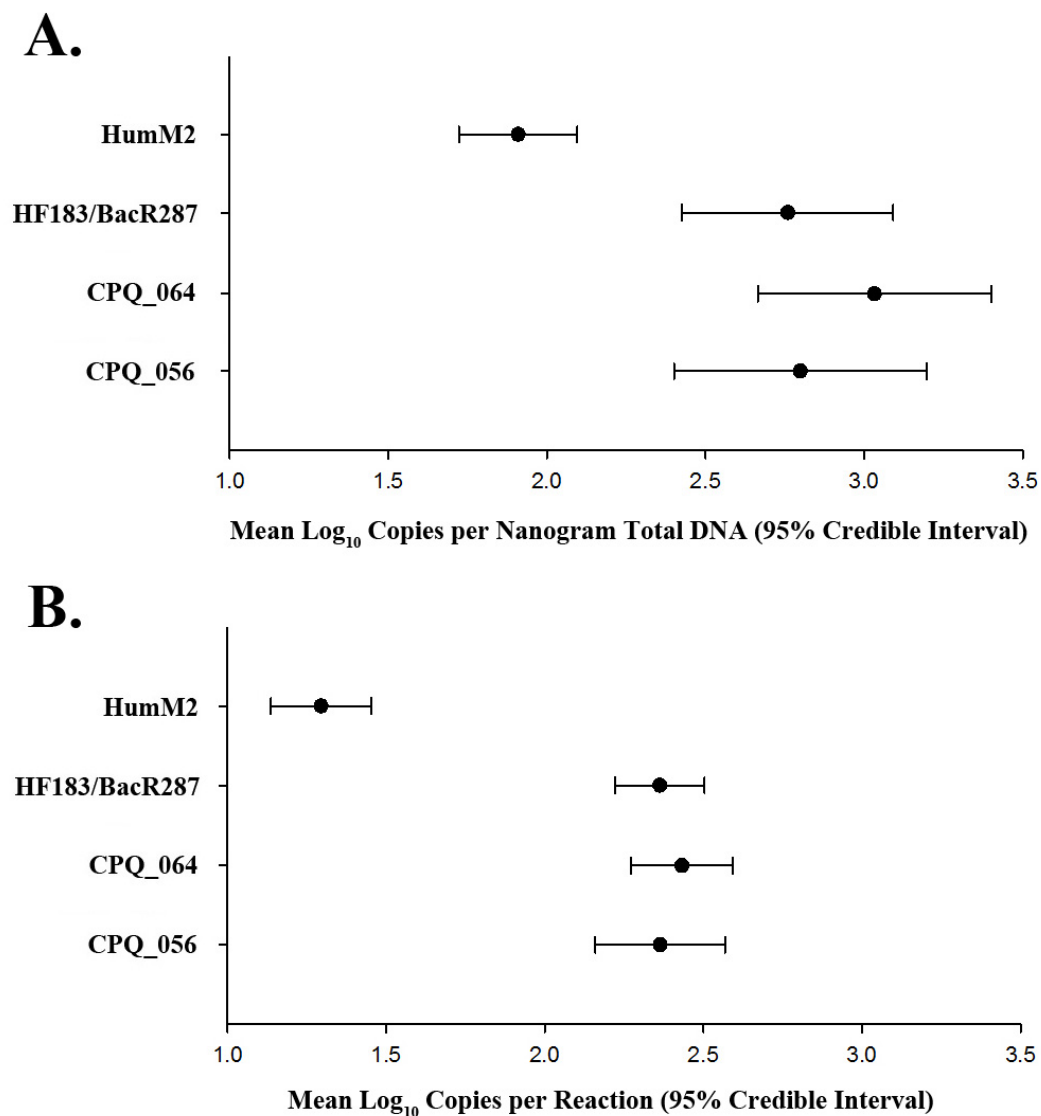 A.
HumM2
HF183/BacR287
CPQ_064
CPQ_056
1.0 1.5 2.0 2.5 3.0 3.5
Mean Log10 Copies per Nanogram Total DNA (95% Credible Interval)
B.
HumM2
HF183/BacR287
CPQ_064
CPQ_056
1.0 1.5 2.0 2.5 3.0 3.5
Mean Log10 Copies per Reaction (95% Credible Interval)